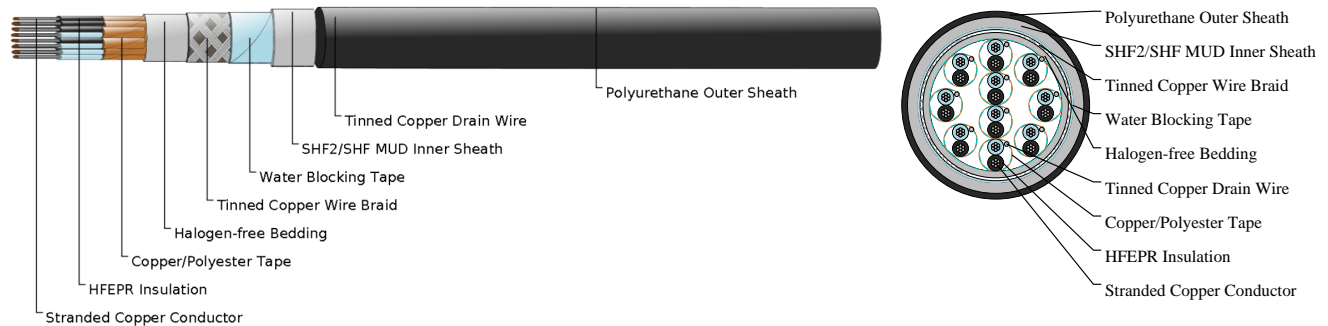 Polyurethane Outer Sheath
Tinned Copper Drain Wire
SHF2/SHF MUD Inner Sheath
Water Blocking Tape
Tinned Copper Wire Braid
Halogen-free Bedding
Copper/Polyester Tape
HFEPR Insulation
Stranded Copper Conductor
Polyurethane Outer Sheath
SHF2/SHF MUD Inner Sheath
Tinned Copper Wire Braid
Water Blocking Tape
Halogen-free Bedding
Tinned Copper Drain Wire
Copper/Polyester Tape
HFEPR Insulation
Stranded Copper Conductor